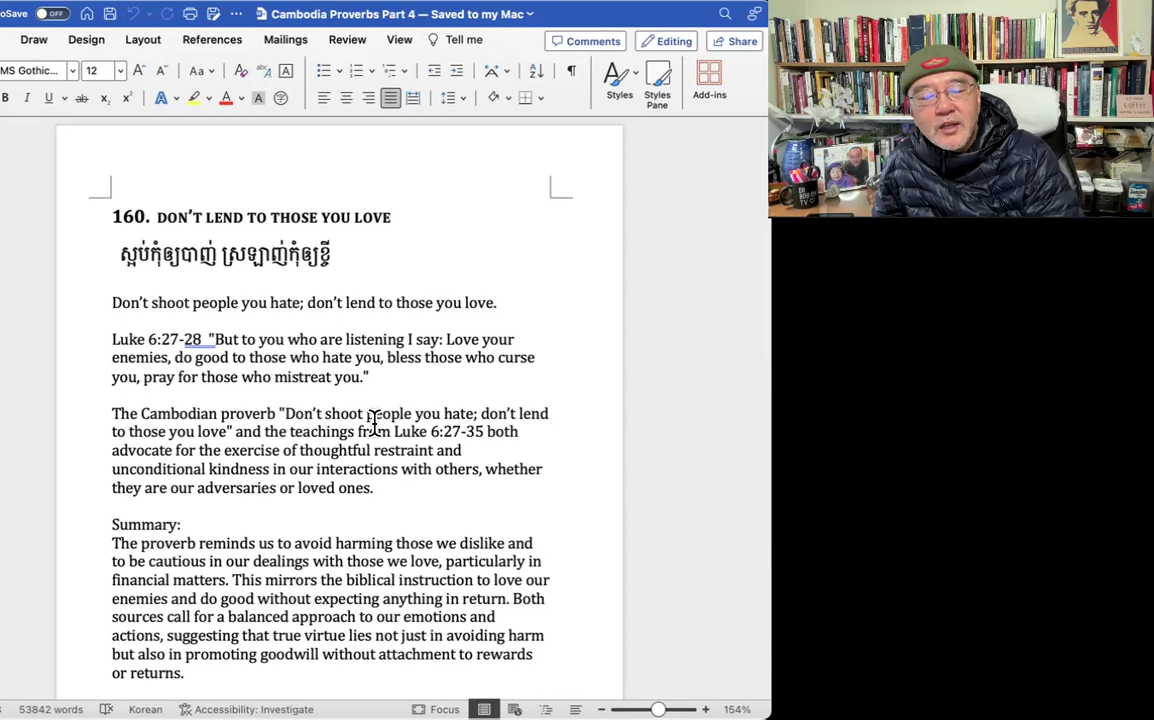 oSave OFF Cambodia Proverbs Part 4 — Saved to my Mac
Draw Design Layout References Mailings Review View Tell me Comments Editing Share
MS Gothic... 12 Aa
Styles Styles Pane Add-ins
160. DON'T LEND TO THOSE YOU LOVE
ស្អប់កុំឲ្យបាញ់ ស្រឡាញ់កុំឲ្យខ្ចី
Don't shoot people you hate; don't lend to those you love.
Luke 6:27-28 "But to you who are listening I say: Love your
enemies, do good to those who hate you, bless those who curse
you, pray for those who mistreat you."
The Cambodian proverb "Don't shoot people you hate; don't lend
to those you love" and the teachings from Luke 6:27-35 both
advocate for the exercise of thoughtful restraint and
unconditional kindness in our interactions with others, whether
they are our adversaries or loved ones.
Summary:
The proverb reminds us to avoid harming those we dislike and
to be cautious in our dealings with those we love, particularly in
financial matters. This mirrors the biblical instruction to love our
enemies and do good without expecting anything in return. Both
sources call for a balanced approach to our emotions and
actions, suggesting that true virtue lies not just in avoiding harm
but also in promoting goodwill without attachment to rewards
or returns.
53842 words Korean Accessibility: Investigate Focus 154%
KIERKEGAARD
COFFEE